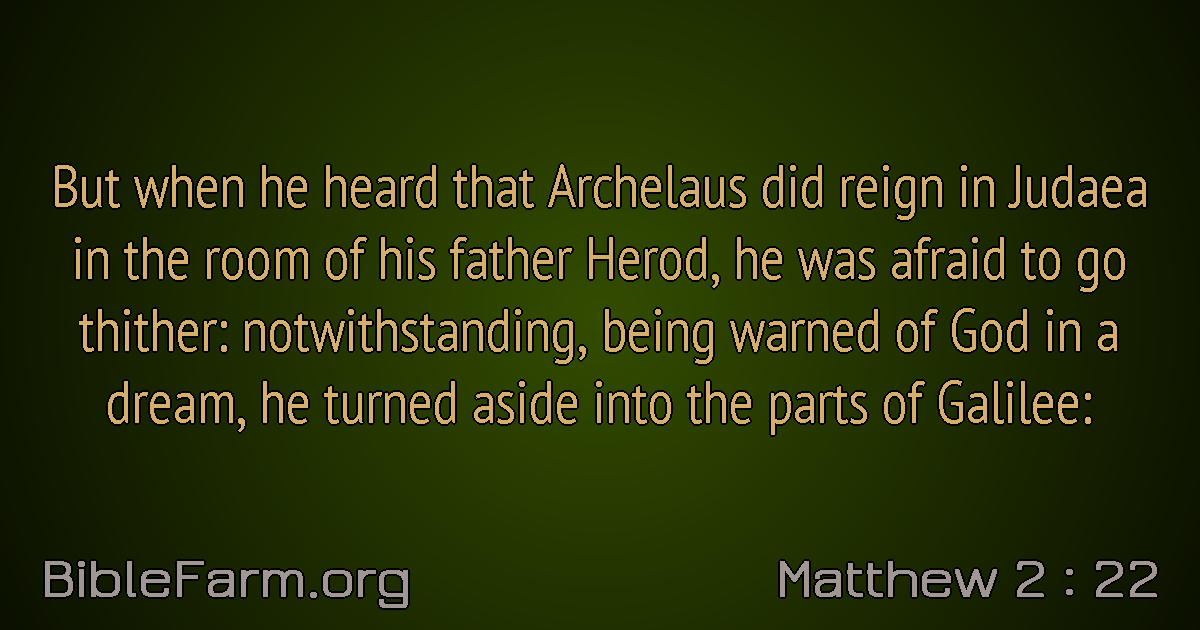 But when he heard that Archelaus did reign in Judaea
in the room of his father Herod, he was afraid to go
thither: notwithstanding, being warned of God in a
dream, he turned aside into the parts of Galilee:
BibleFarm.org
Matthew 2 : 22